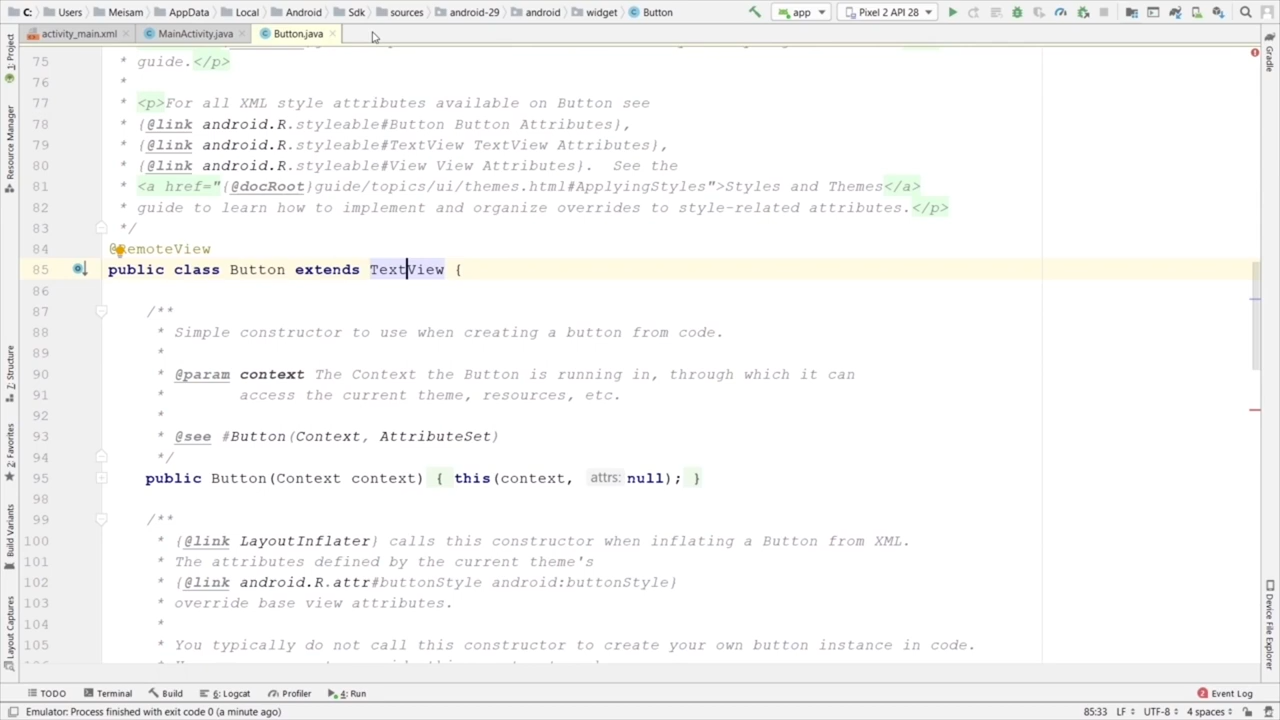 C: Users Meisam AppData Local Android Sdk sources android-29 android widget Button app Pixel 2 API 28
activity_main.xml MainActivity.java Button.java
75 * guide.</p>
76 *
77 * <p>For all XML style attributes available on Button see
78 * {@link android.R.styleable#Button Button Attributes},
79 * {@link android.R.styleable#TextView TextView Attributes},
80 * {@link android.R.styleable#View View Attributes}. See the
81 * <a href="{@docRoot}guide/topics/ui/themes.html#ApplyingStyles">Styles and Themes</a>
82 * guide to learn how to implement and organize overrides to style-related attributes.</p>
83 */
84 @RemoteView
85 public class Button extends TextView {
86
87 /**
88 * Simple constructor to use when creating a button from code.
89 *
90 * @param context The Context the Button is running in, through which it can
91 * access the current theme, resources, etc.
92 *
93 * @see #Button(Context, AttributeSet)
94 */
95 public Button(Context context) { this(context, attrs: null); }
98
99 /**
100 * {@link LayoutInflater} calls this constructor when inflating a Button from XML.
101 * The attributes defined by the current theme's
102 * {@link android.R.attr#buttonStyle android:buttonStyle}
103 * override base view attributes.
104 *
105 * You typically do not call this constructor to create your own button instance in code.
1: Project
Resource Manager
7: Structure
2: Favorites
Build Variants
Layout Captures
Gradle
Device File Explorer
TODO Terminal Build 6: Logcat Profiler 4: Run 2 Event Log
Emulator: Process finished with exit code 0 (a minute ago) 85:33 LF UTF-8 4 spaces